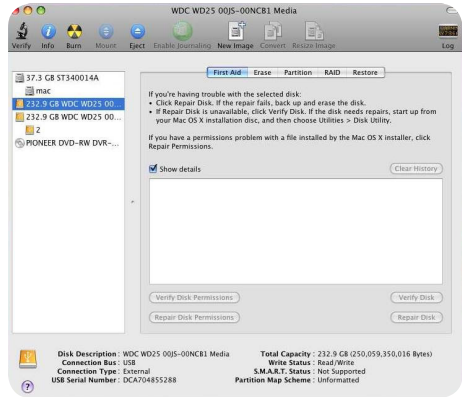 WDC WD25 00JS-00NCB1 Media
Verify Info Burn Mount Eject Enable Journaling New Image Convert Resize Image Log
37.3 GB ST340014A
mac
232.9 GB WDC WD25 00...
232.9 GB WDC WD25 00...
2
PIONEER DVD-RW DVR-...
First Aid Erase Partition RAID Restore
If you're having trouble with the selected disk:
• Click Repair Disk. If the repair fails, back up and erase the disk.
• If Repair Disk is unavailable, click Verify Disk. If the disk needs repairs, start up from
your Mac OS X installation disc, and then choose Utilities > Disk Utility.
If you have a permissions problem with a file installed by the Mac OS X installer, click
Repair Permissions.
Show details Clear History
Verify Disk Permissions Verify Disk
Repair Disk Permissions Repair Disk
Disk Description : WDC WD25 00JS-00NCB1 Media Total Capacity : 232.9 GB (250,059,350,016 Bytes)
Connection Bus : USB Write Status : Read/Write
Connection Type : External S.M.A.R.T. Status : Not Supported
USB Serial Number : DCA704855288 Partition Map Scheme : Unformatted
?